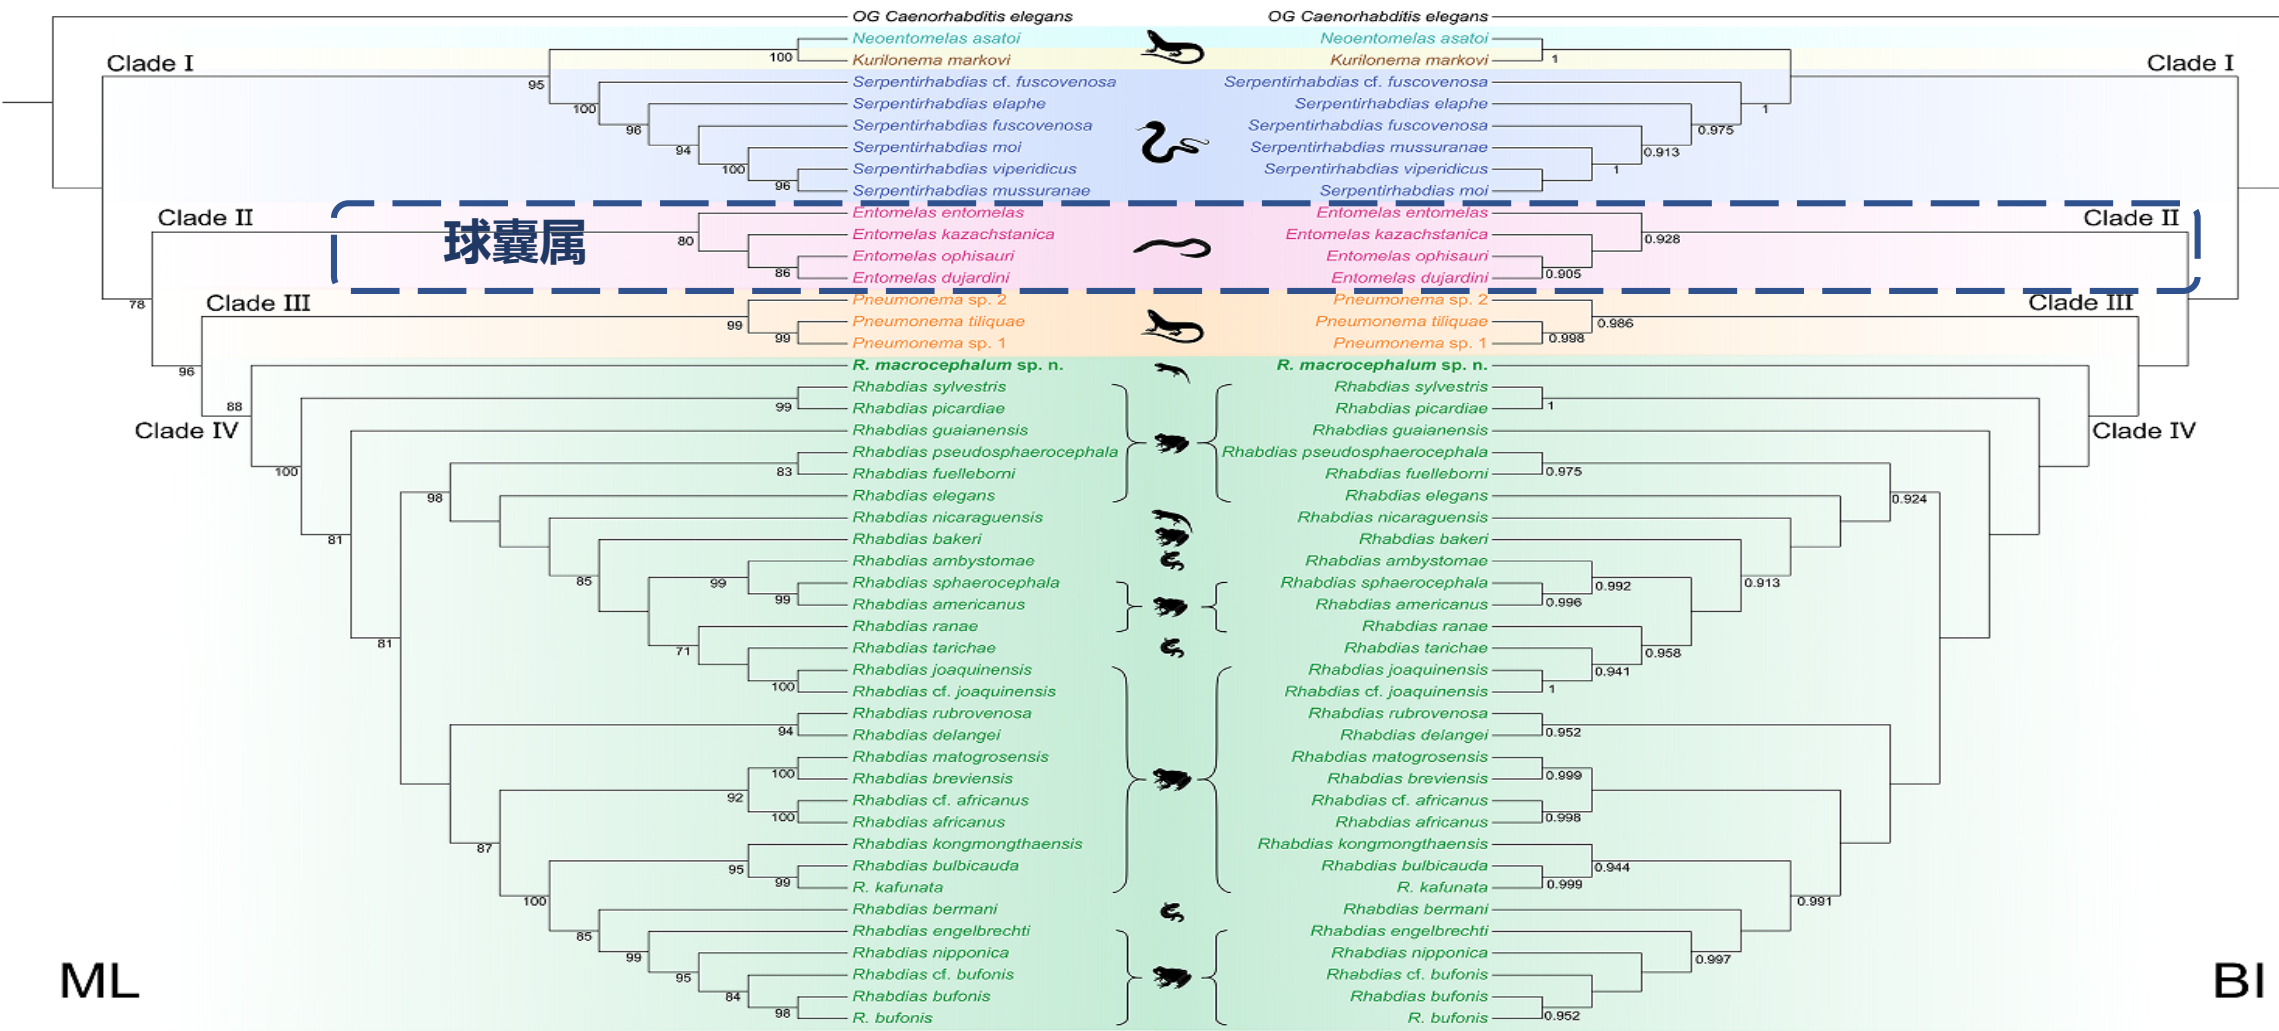 OG Caenorhabditis elegans OG Caenorhabditis elegans
Neoentomelas asatoi Neoentomelas asatoi
100 Kurilonema markovi Kurilonema markovi 1
Clade I Clade I
95 Serpentirhabdias cf. fuscovenosa Serpentirhabdias cf. fuscovenosa
100 Serpentirhabdias elaphe Serpentirhabdias elaphe 1
96 Serpentirhabdias fuscovenosa Serpentirhabdias fuscovenosa 0.975
94 Serpentirhabdias moi Serpentirhabdias mussuranae 0.913
100 Serpentirhabdias viperidicus Serpentirhabdias viperidicus 1
96 Serpentirhabdias mussuranae Serpentirhabdias moi
Clade II Entomelas entomelas Entomelas entomelas Clade II
球囊属 80 Entomelas kazachstanica Entomelas kazachstanica 0.928
Entomelas ophisauri Entomelas ophisauri
86 Entomelas dujardini Entomelas dujardini 0.905
78 Clade III Pneumonema sp. 2 Pneumonema sp. 2 Clade III
99 Pneumonema tiliquae Pneumonema tiliquae 0.986
99 Pneumonema sp. 1 Pneumonema sp. 1 0.998
96 R. macrocephalum sp. n. R. macrocephalum sp. n.
Rhabdias sylvestris Rhabdias sylvestris
88 99 Rhabdias picardiae Rhabdias picardiae 1
Clade IV Rhabdias guaianensis Rhabdias guaianensis Clade IV
Rhabdias pseudosphaerocephala Rhabdias pseudosphaerocephala
100 83 Rhabdias fuelleborni Rhabdias fuelleborni 0.975
98 Rhabdias elegans Rhabdias elegans 0.924
Rhabdias nicaraguensis Rhabdias nicaraguensis
81 Rhabdias bakeri Rhabdias bakeri
Rhabdias ambystomae Rhabdias ambystomae
85 99 Rhabdias sphaerocephala Rhabdias sphaerocephala 0.992 0.913
99 Rhabdias americanus Rhabdias americanus 0.996
Rhabdias ranae Rhabdias ranae
81 71 Rhabdias tarichae Rhabdias tarichae 0.958
Rhabdias joaquinensis Rhabdias joaquinensis 0.941
100 Rhabdias cf. joaquinensis Rhabdias cf. joaquinensis 1
Rhabdias rubrovenosa Rhabdias rubrovenosa
94 Rhabdias delangei Rhabdias delangei 0.952
Rhabdias matogrosensis Rhabdias matogrosensis
100 Rhabdias breviensis Rhabdias breviensis 0.999
92 Rhabdias cf. africanus Rhabdias cf. africanus
100 Rhabdias africanus Rhabdias africanus 0.998
87 Rhabdias kongmongthaensis Rhabdias kongmongthaensis
95 Rhabdias bulbicauda Rhabdias bulbicauda 0.944
99 R. kafunata R. kafunata 0.999
100 Rhabdias bermani Rhabdias bermani 0.991
85 Rhabdias engelbrechti Rhabdias engelbrechti
99 Rhabdias nipponica Rhabdias nipponica 0.997
95 Rhabdias cf. bufonis Rhabdias cf. bufonis
ML 84 Rhabdias bufonis Rhabdias bufonis BI
98 R. bufonis R. bufonis 0.952